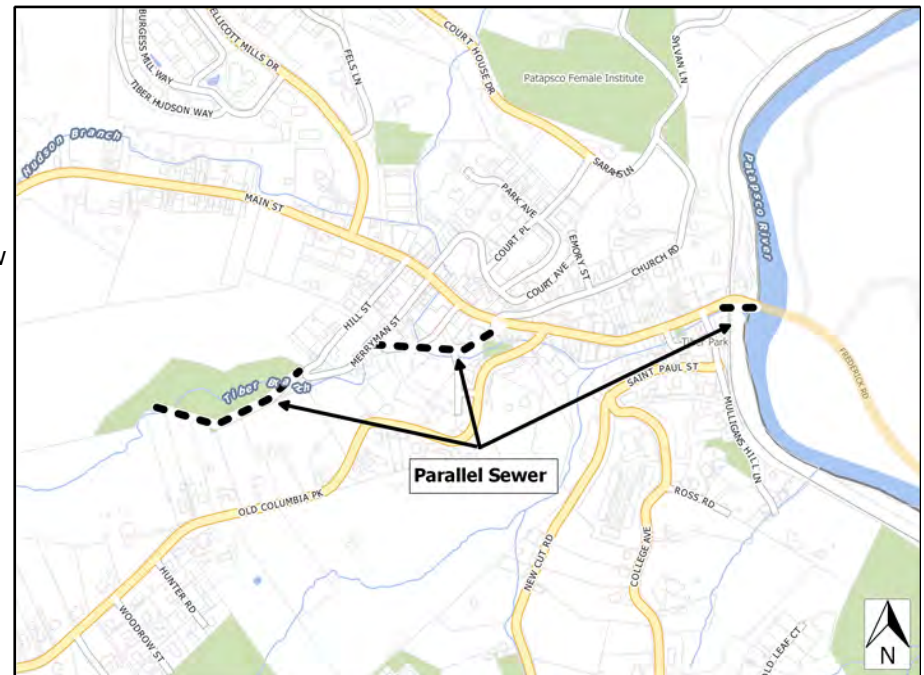 BURGESS MILL WAY
ELLICOTT MILLS DR
TIBER HUDSON WAY
FELS LN
COURT HOUSE DR
Patapsco Female Institute
SYLVAN LN
Hudson Branch
SARAHS LN
Patapsco River
MAIN ST
PARK AVE
COURT PL
COURT AVE
EMORY ST
CHURCH RD
HILL ST
MERRYMAN ST
Park
SAINT PAUL ST
FREDERICK RD
Tiber Branch
MULLIGANS HILL LN
Parallel Sewer
OLD COLUMBIA PK
ROSS RD
NEW CUT RD
COLLEGE AVE
HUNTER RD
WOODROW ST
OLD LEAF CT
N